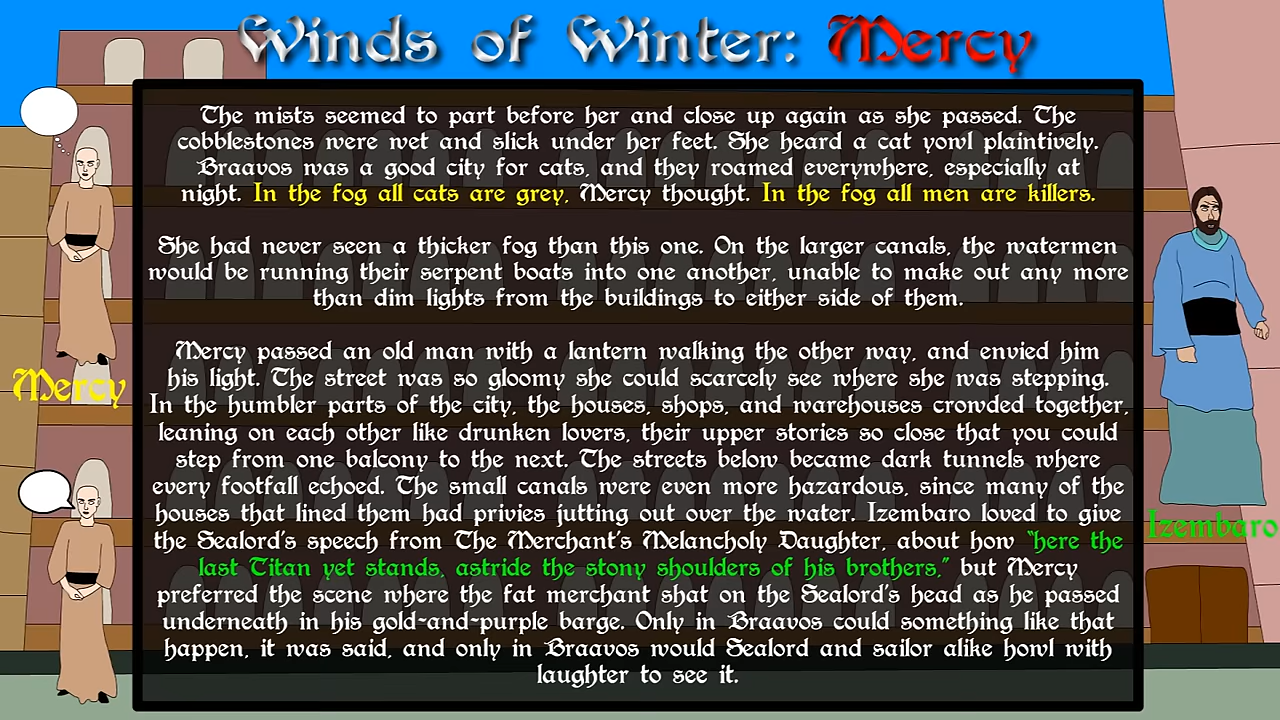 Winds of Winter: Mercy
The mists seemed to part before her and close up again as she passed. The
cobblestones were wet and slick under her feet. She heard a cat yowl plaintively.
Braavos was a good city for cats, and they roamed everywhere, especially at
night. In the fog all cats are grey, Mercy thought. In the fog all men are killers.
She had never seen a thicker fog than this one. On the larger canals, the watermen
would be running their serpent boats into one another, unable to make out any more
than dim lights from the buildings to either side of them.
Mercy passed an old man with a lantern walking the other way, and envied him
his light. The street was so gloomy she could scarcely see where she was stepping.
In the humbler parts of the city, the houses, shops, and warehouses crowded together,
leaning on each other like drunken lovers, their upper stories so close that you could
step from one balcony to the next. The streets below became dark tunnels where
every footfall echoed. The small canals were even more hazardous, since many of the
houses that lined them had privies jutting out over the water. Izembaro loved to give
the Sealord's speech from The Merchant's Melancholy Daughter, about how "here the
last Titan yet stands, astride the stony shoulders of his brothers," but Mercy
preferred the scene where the fat merchant shat on the Sealord's head as he passed
underneath in his gold-and-purple barge. Only in Braavos could something like that
happen, it was said, and only in Braavos would Sealord and sailor alike howl with
laughter to see it.
Mercy
Izembaro